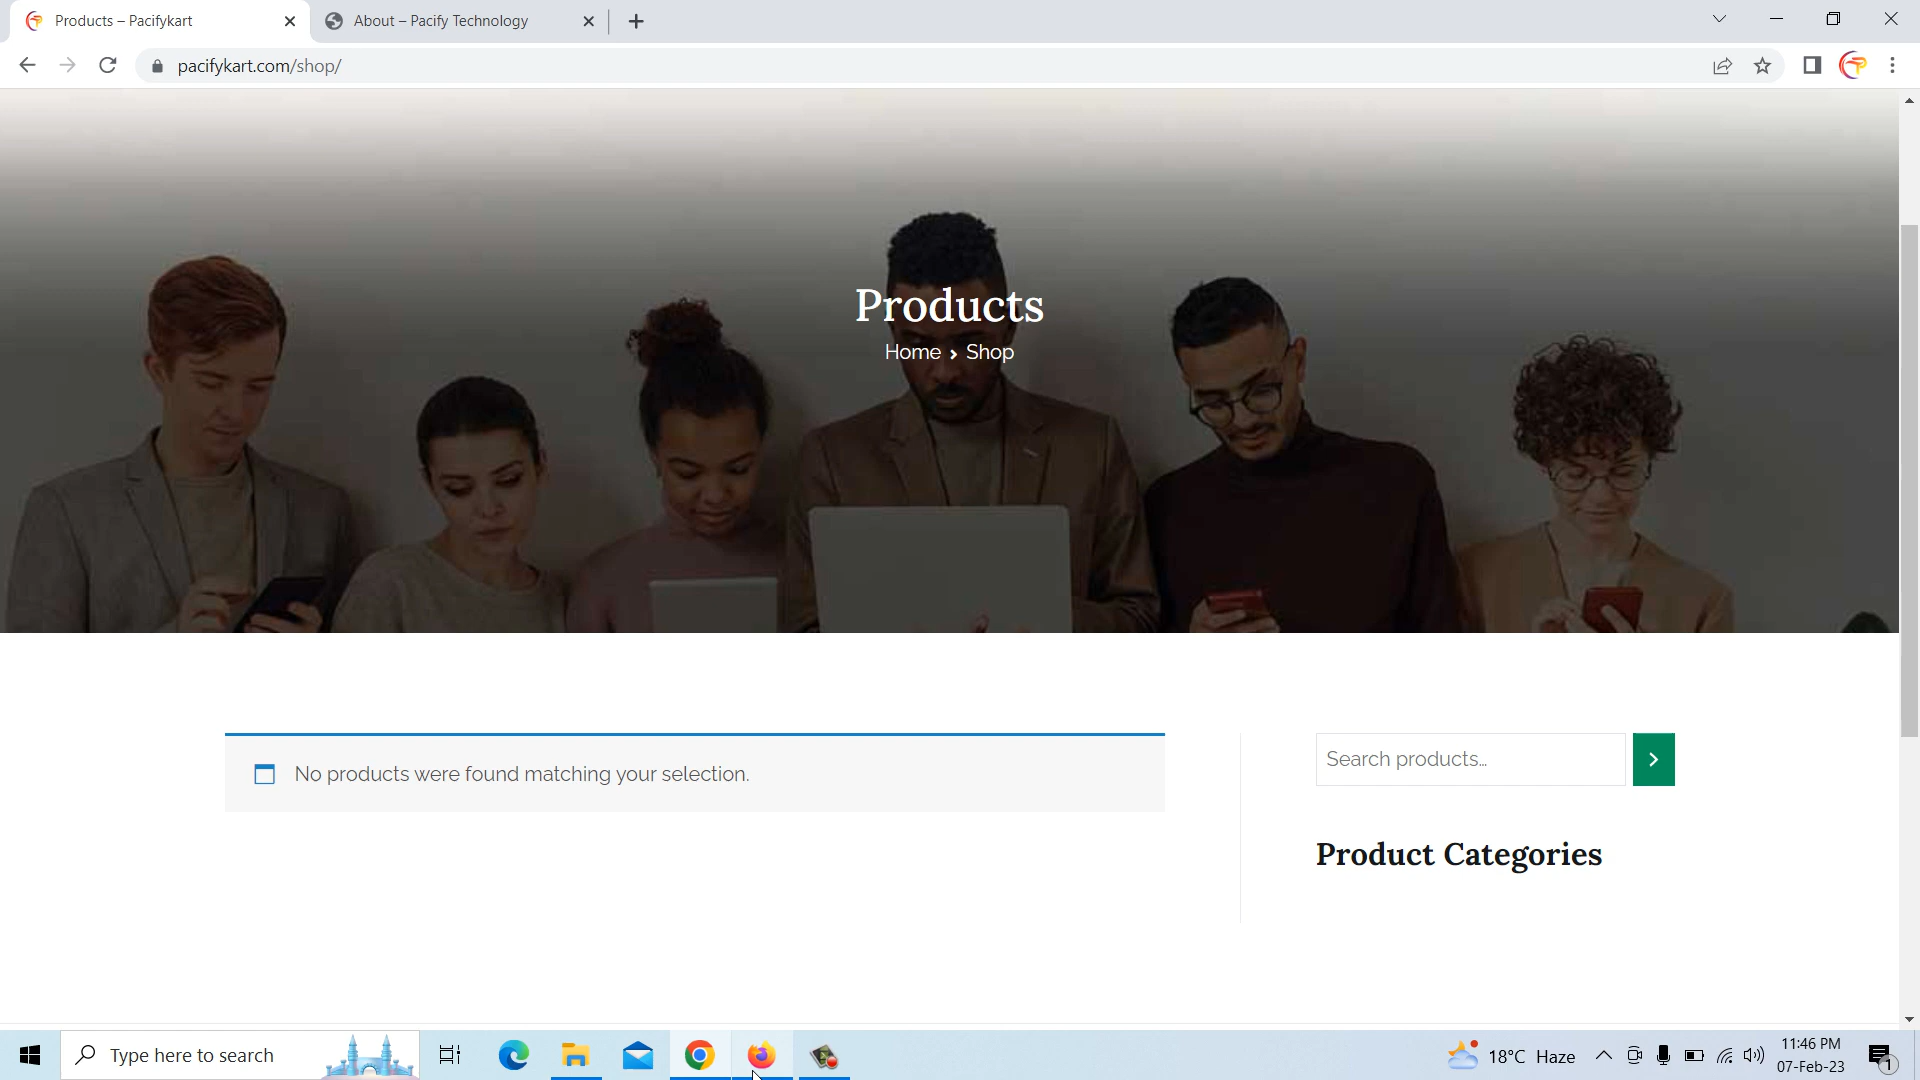 Products – Pacifykart
About – Pacify Technology
pacifykart.com/shop/
Products
Home › Shop
No products were found matching your selection.
Search products...
Product Categories
Type here to search
18°C Haze
11:46 PM
07-Feb-23
1